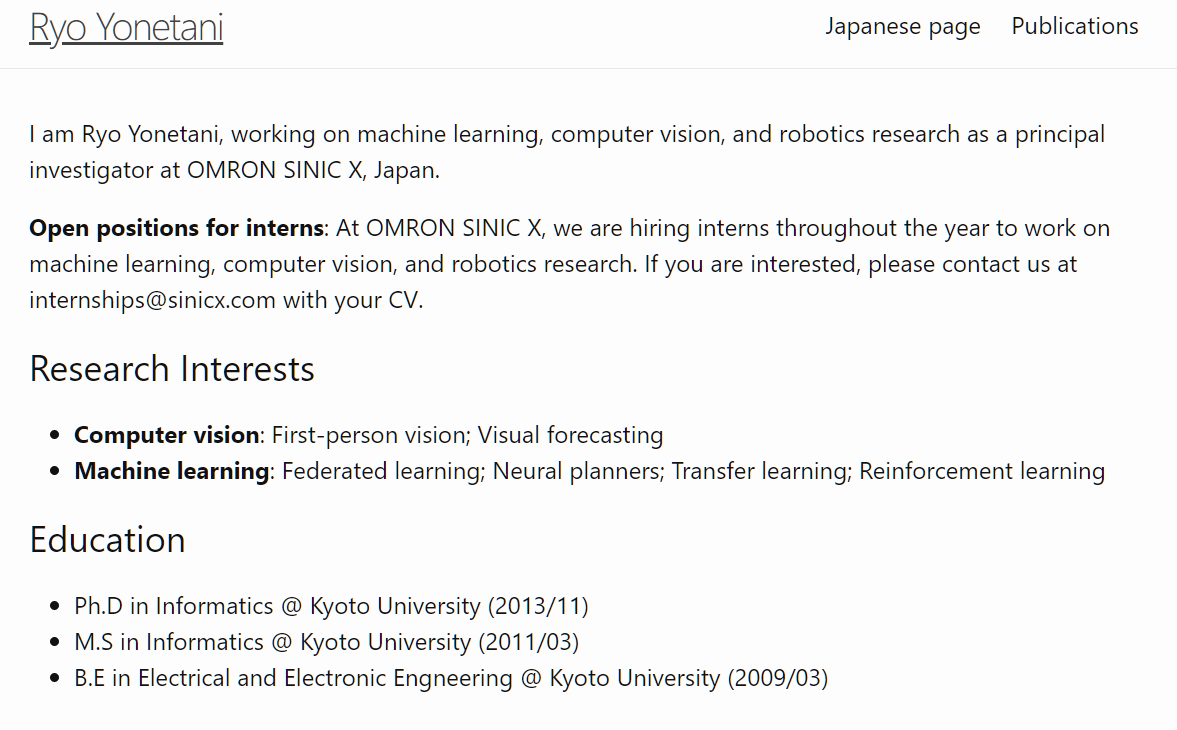 Ryo Yonetani
Japanese page
Publications
I am Ryo Yonetani, working on machine learning, computer vision, and robotics research as a principal
investigator at OMRON SINIC X, Japan.
Open positions for interns: At OMRON SINIC X, we are hiring interns throughout the year to work on
machine learning, computer vision, and robotics research. If you are interested, please contact us at
internships@sinicx.com with your CV.
Research Interests
• Computer vision: First-person vision; Visual forecasting
• Machine learning: Federated learning; Neural planners; Transfer learning; Reinforcement learning
Education
• Ph.D in Informatics @ Kyoto University (2013/11)
• M.S in Informatics @ Kyoto University (2011/03)
• B.E in Electrical and Electronic Engneering @ Kyoto University (2009/03)